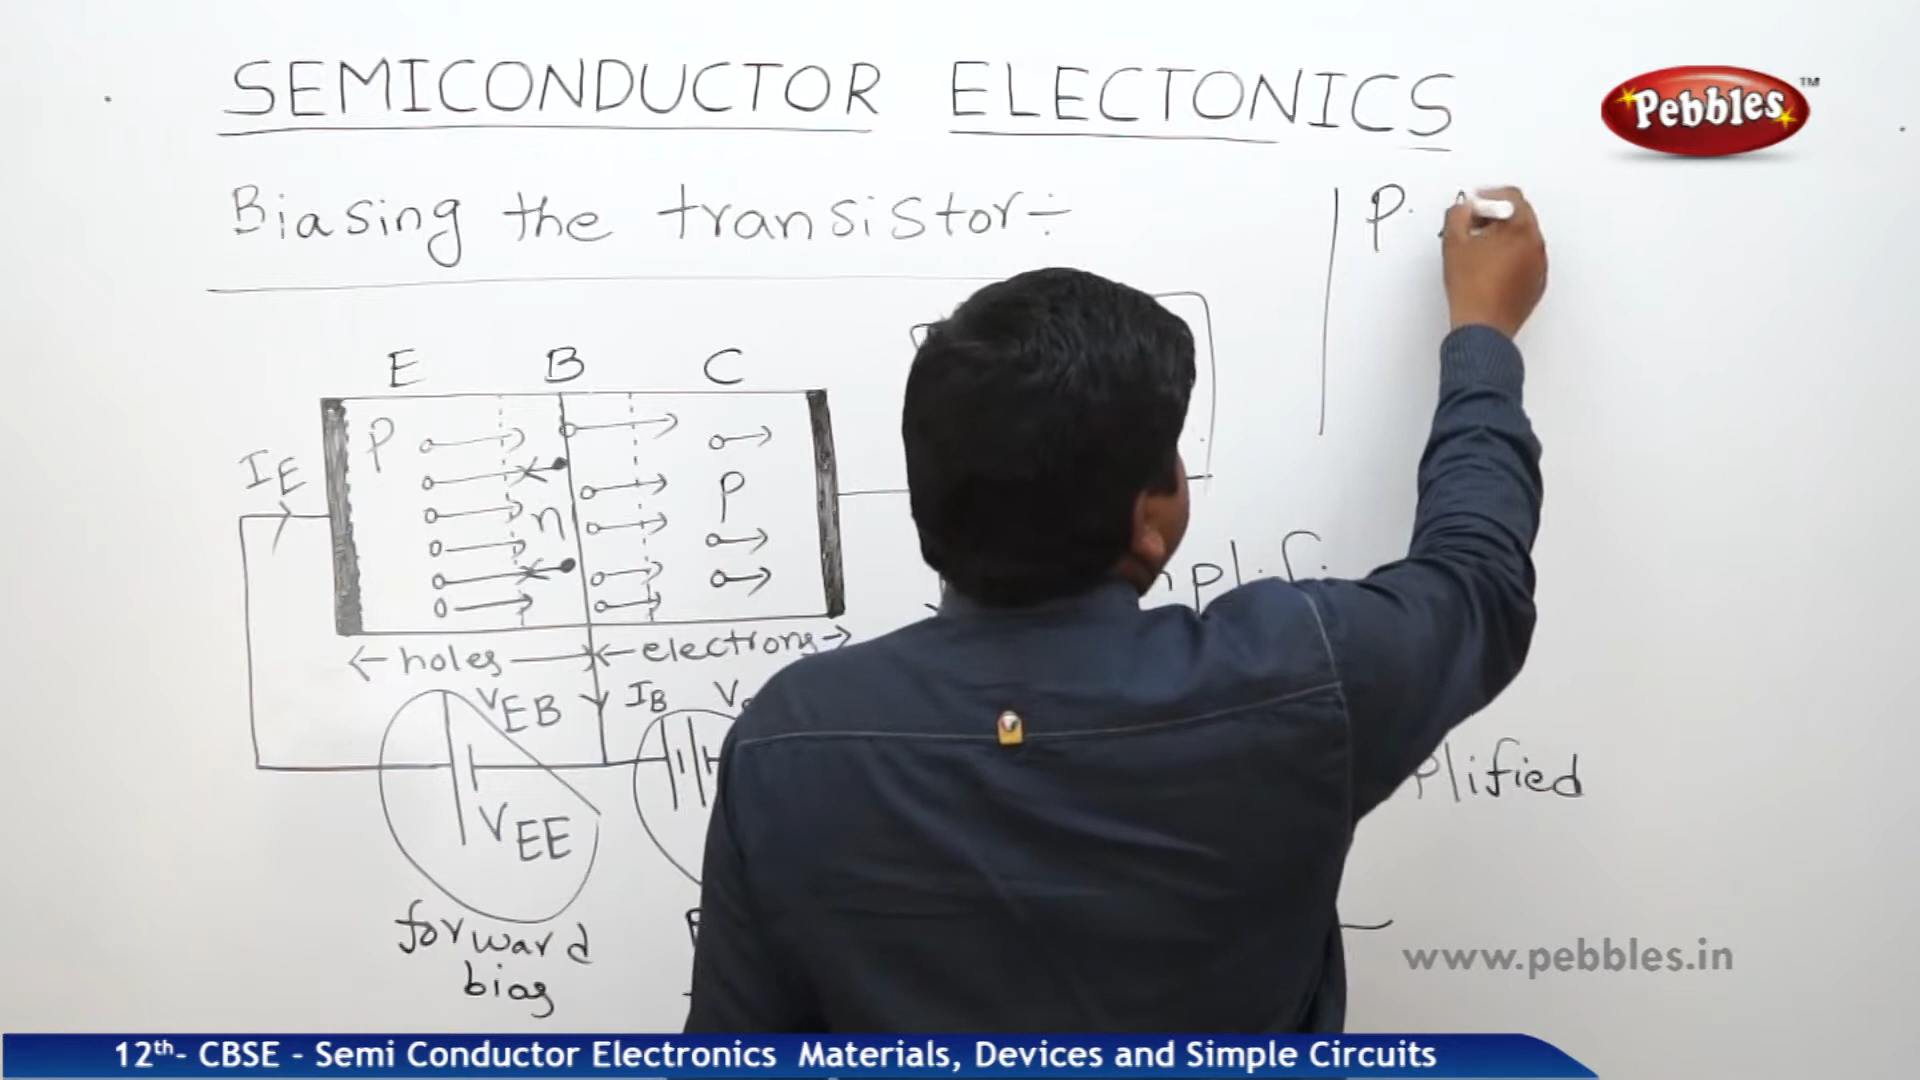 SEMICONDUCTOR ELECTONICS
Pebbles™
Biasing the transistor÷
P.
E B C
P
IE
n
P
holes electrons
VEB IB
VEE
plified
forward
bias
www.pebbles.in
12th- CBSE - Semi Conductor Electronics Materials, Devices and Simple Circuits